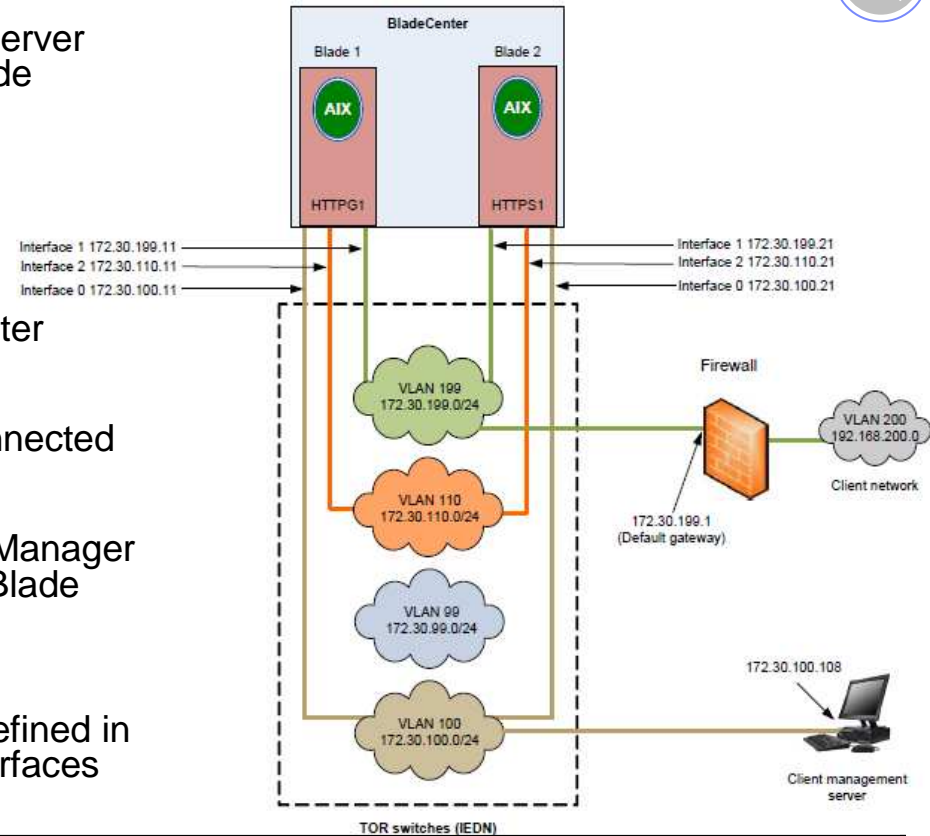 erver
de
ter
nnected
Manager
Blade
efined in
rfaces
BladeCenter
Blade 1
Blade 2
AIX
AIX
HTTPG1
HTTPS1
Interface 1 172.30.199.11
Interface 2 172.30.110.11
Interface 0 172.30.100.11
Interface 1 172.30.199.21
Interface 2 172.30.110.21
Interface 0 172.30.100.21
VLAN 199
172.30.199.0/24
Firewall
VLAN 200
192.168.200.0
Client network
172.30.199.1
(Default gateway)
VLAN 110
172.30.110.0/24
VLAN 99
172.30.99.0/24
172.30.100.108
VLAN 100
172.30.100.0/24
Client management
server
TOR switches (IEDN)